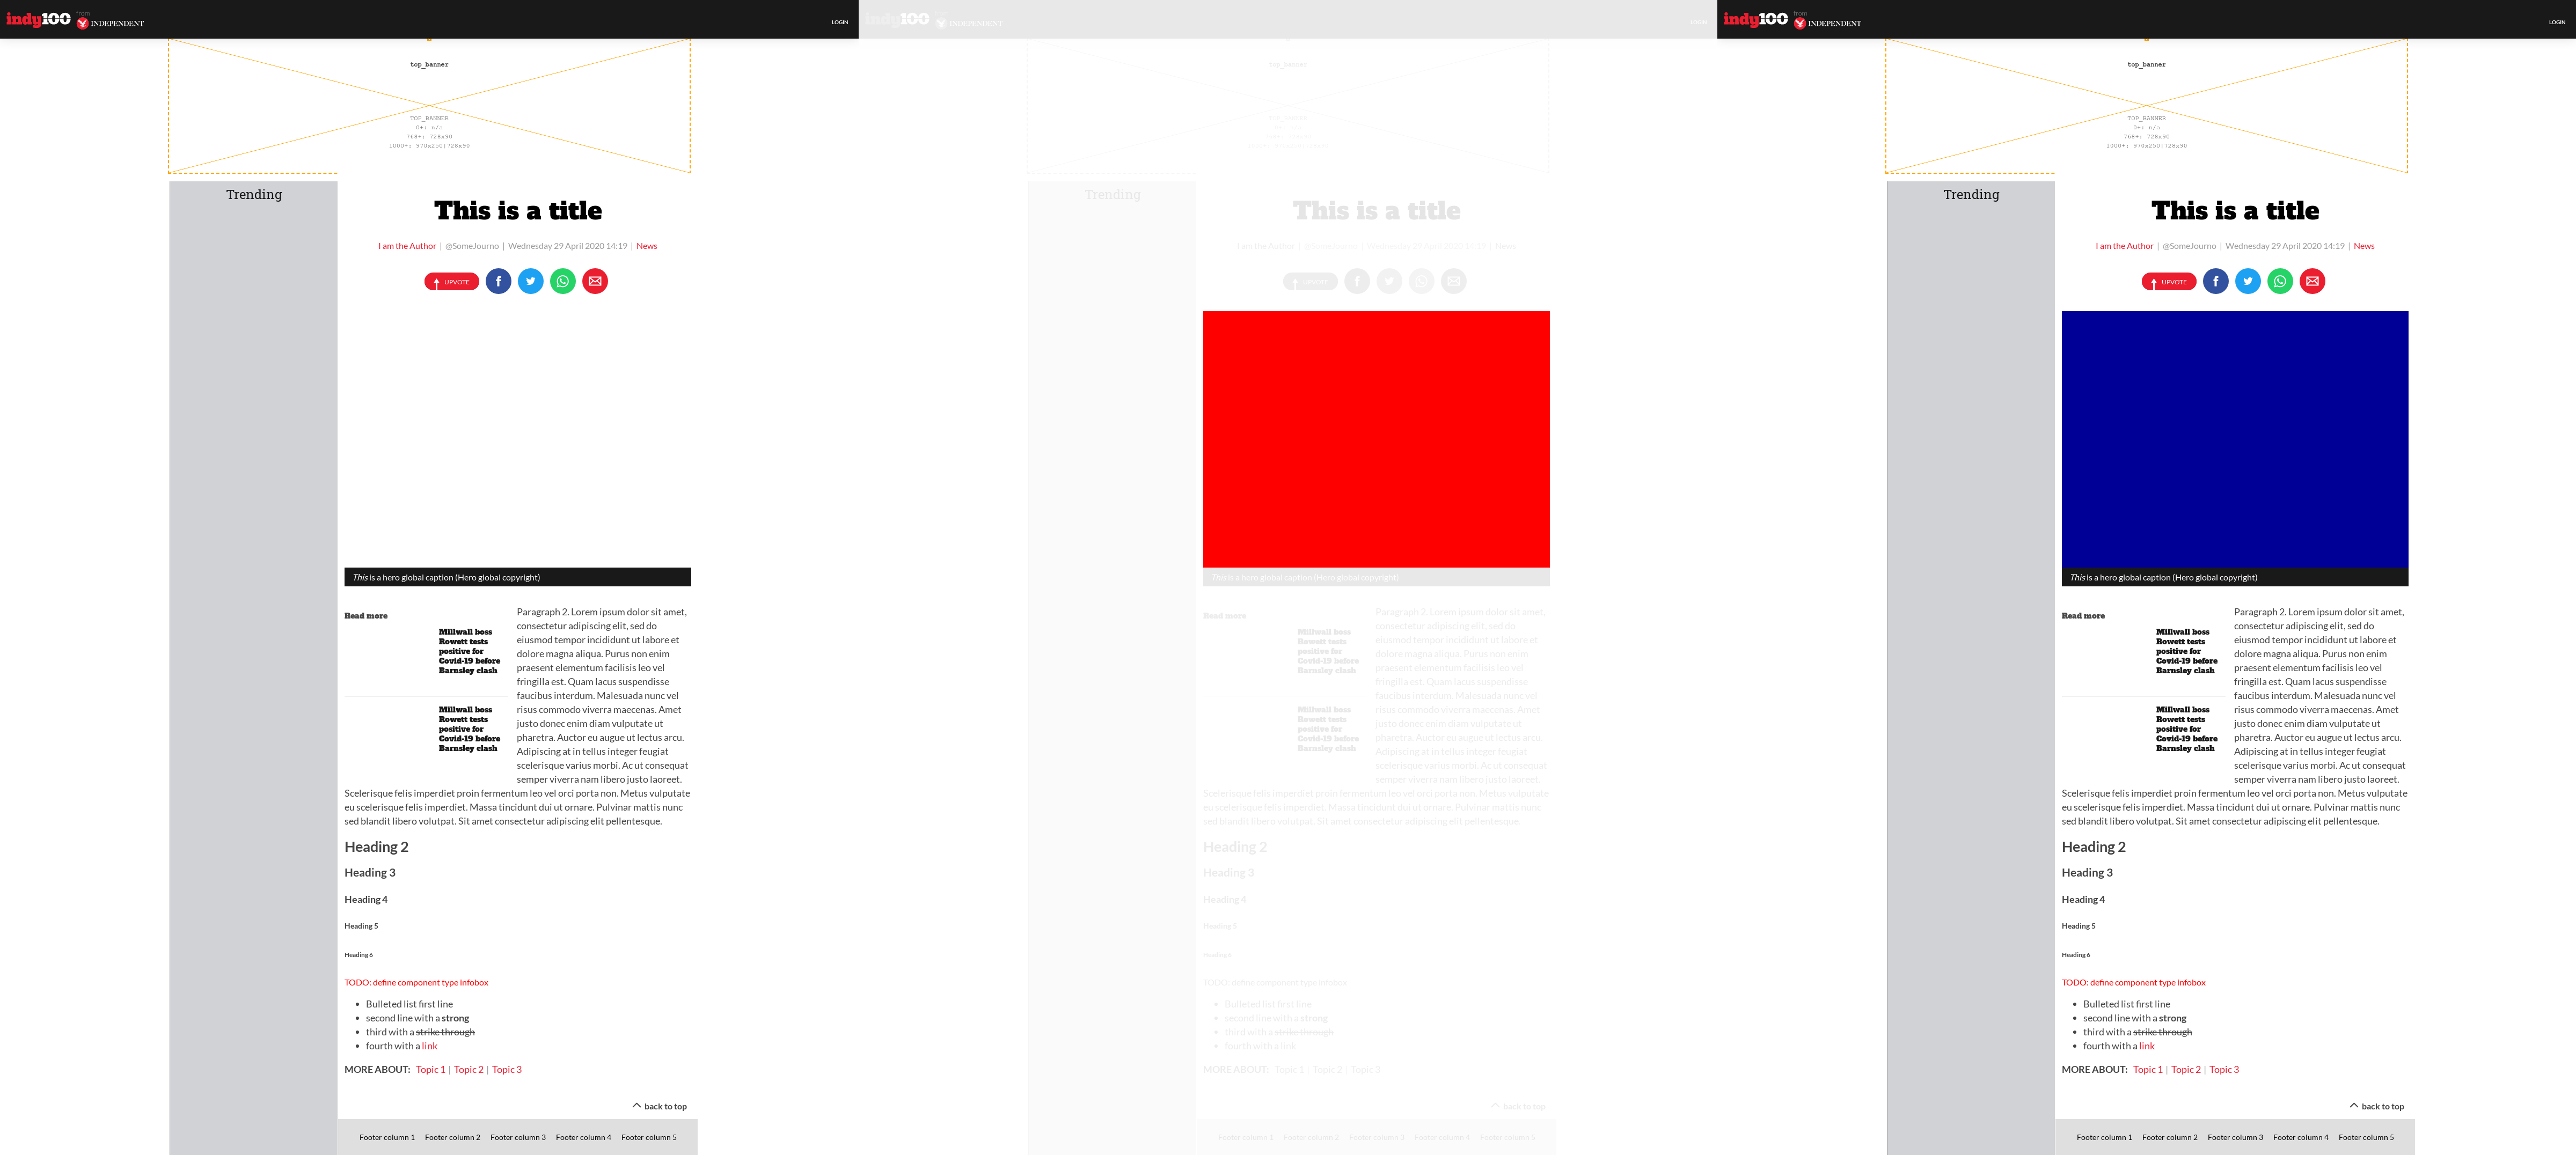 indy100 from INDEPENDENT
LOGIN
top_banner
TOP_BANNER
0+: n/a
768+: 728x90
1000+: 970x250|728x90
Trending
This is a title
I am the Author | @SomeJourno | Wednesday 29 April 2020 14:19 | News
UPVOTE
This is a hero global caption (Hero global copyright)
Read more
Millwall boss
Rowett tests
positive for
Covid-19 before
Barnsley clash
Millwall boss
Rowett tests
positive for
Covid-19 before
Barnsley clash
Paragraph 2. Lorem ipsum dolor sit amet,
consectetur adipiscing elit, sed do
eiusmod tempor incididunt ut labore et
dolore magna aliqua. Purus non enim
praesent elementum facilisis leo vel
fringilla est. Quam lacus suspendisse
faucibus interdum. Malesuada nunc vel
risus commodo viverra maecenas. Amet
justo donec enim diam vulputate ut
pharetra. Auctor eu augue ut lectus arcu.
Adipiscing at in tellus integer feugiat
scelerisque varius morbi. Ac ut consequat
semper viverra nam libero justo laoreet.
Scelerisque felis imperdiet proin fermentum leo vel orci porta non. Metus vulputate
eu scelerisque felis imperdiet. Massa tincidunt dui ut ornare. Pulvinar mattis nunc
sed blandit libero volutpat. Sit amet consectetur adipiscing elit pellentesque.
Heading 2
Heading 3
Heading 4
Heading 5
Heading 6
TODO: define component type infobox
• Bulleted list first line
• second line with a strong
• third with a strike through
• fourth with a link
MORE ABOUT: Topic 1 | Topic 2 | Topic 3
back to top
Footer column 1 Footer column 2 Footer column 3 Footer column 4 Footer column 5
indy100 INDEPENDENT
LOGIN
top_banner
Trending
This is a title
I am the Author | @SomeJourno | Wednesday 29 April 2020 14:19 | News
UPVOTE
This is a hero global caption (Hero global copyright)
Read more
Millwall boss
Rowett tests
positive for
Covid-19 before
Barnsley clash
Millwall boss
Rowett tests
positive for
Covid-19 before
Barnsley clash
Paragraph 2. Lorem ipsum dolor sit amet,
consectetur adipiscing elit, sed do
eiusmod tempor incididunt ut labore et
dolore magna aliqua. Purus non enim
praesent elementum facilisis leo vel
fringilla est. Quam lacus suspendisse
faucibus interdum. Malesuada nunc vel
risus commodo viverra maecenas. Amet
justo donec enim diam vulputate ut
pharetra. Auctor eu augue ut lectus arcu.
Adipiscing at in tellus integer feugiat
scelerisque varius morbi. Ac ut consequat
semper viverra nam libero justo laoreet.
Scelerisque felis imperdiet proin fermentum leo vel orci porta non. Metus vulputate
eu scelerisque felis imperdiet. Massa tincidunt dui ut ornare. Pulvinar mattis nunc
sed blandit libero volutpat. Sit amet consectetur adipiscing elit pellentesque.
Heading 2
Heading 3
Heading 4
Heading 5
Heading 6
TODO: define component type infobox
• Bulleted list first line
• second line with a strong
• third with a strike through
• fourth with a link
MORE ABOUT: Topic 1 | Topic 2 | Topic 3
back to top
Footer column 1 Footer column 2 Footer column 3 Footer column 4 Footer column 5
indy100 from INDEPENDENT
LOGIN
top_banner
TOP_BANNER
0+: n/a
768+: 728x90
1000+: 970x250|728x90
Trending
This is a title
I am the Author | @SomeJourno | Wednesday 29 April 2020 14:19 | News
UPVOTE
This is a hero global caption (Hero global copyright)
Read more
Millwall boss
Rowett tests
positive for
Covid-19 before
Barnsley clash
Millwall boss
Rowett tests
positive for
Covid-19 before
Barnsley clash
Paragraph 2. Lorem ipsum dolor sit amet,
consectetur adipiscing elit, sed do
eiusmod tempor incididunt ut labore et
dolore magna aliqua. Purus non enim
praesent elementum facilisis leo vel
fringilla est. Quam lacus suspendisse
faucibus interdum. Malesuada nunc vel
risus commodo viverra maecenas. Amet
justo donec enim diam vulputate ut
pharetra. Auctor eu augue ut lectus arcu.
Adipiscing at in tellus integer feugiat
scelerisque varius morbi. Ac ut consequat
semper viverra nam libero justo laoreet.
Scelerisque felis imperdiet proin fermentum leo vel orci porta non. Metus vulputate
eu scelerisque felis imperdiet. Massa tincidunt dui ut ornare. Pulvinar mattis nunc
sed blandit libero volutpat. Sit amet consectetur adipiscing elit pellentesque.
Heading 2
Heading 3
Heading 4
Heading 5
Heading 6
TODO: define component type infobox
• Bulleted list first line
• second line with a strong
• third with a strike through
• fourth with a link
MORE ABOUT: Topic 1 | Topic 2 | Topic 3
back to top
Footer column 1 Footer column 2 Footer column 3 Footer column 4 Footer column 5